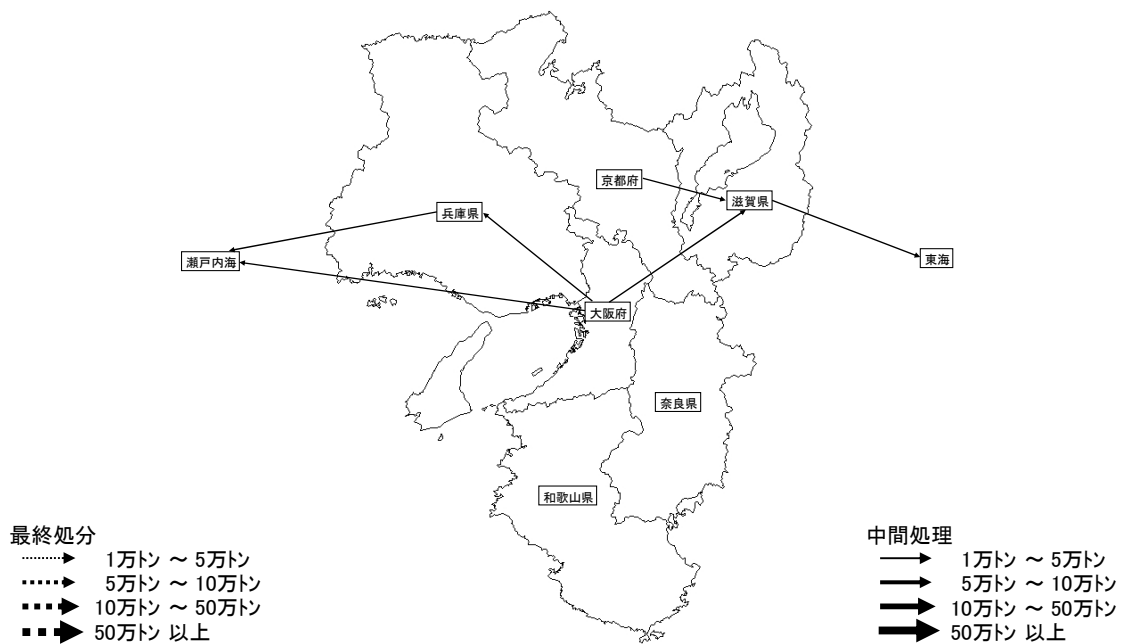 京都府
滋賀県
兵庫県
瀬戸内海
東海
大阪府
奈良県
和歌山県
最終処分
1万トン ～ 5万トン
5万トン ～ 10万トン
10万トン ～ 50万トン
50万トン 以上
中間処理
1万トン ～ 5万トン
5万トン ～ 10万トン
10万トン ～ 50万トン
50万トン 以上